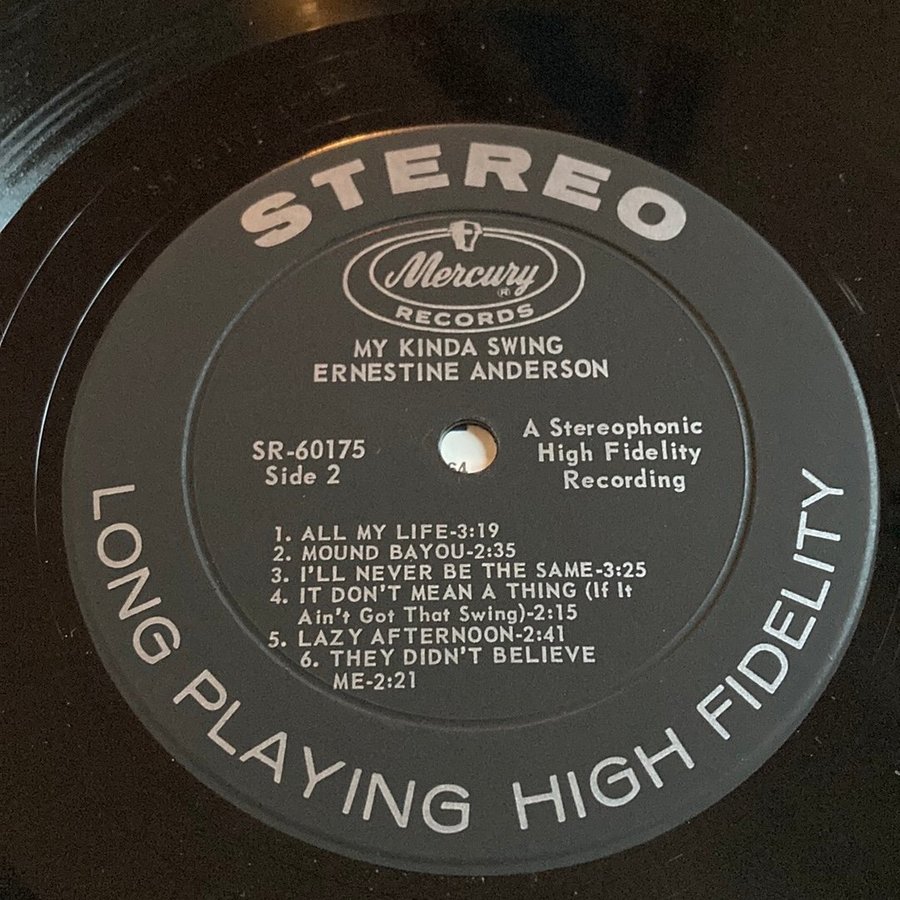 STEREO
Mercury
®
RECORDS
MY KINDA SWING
ERNESTINE ANDERSON
SR-60175
Side 2
A Stereophonic
High Fidelity
Recording
1. ALL MY LIFE-3:19
2. MOUND BAYOU-2:35
3. I'LL NEVER BE THE SAME-3:25
4. IT DON'T MEAN A THING (If It
Ain't Got That Swing)-2:15
5. LAZY AFTERNOON-2:41
6. THEY DIDN'T BELIEVE
ME-2:21
LONG PLAYING HIGH FIDELITY